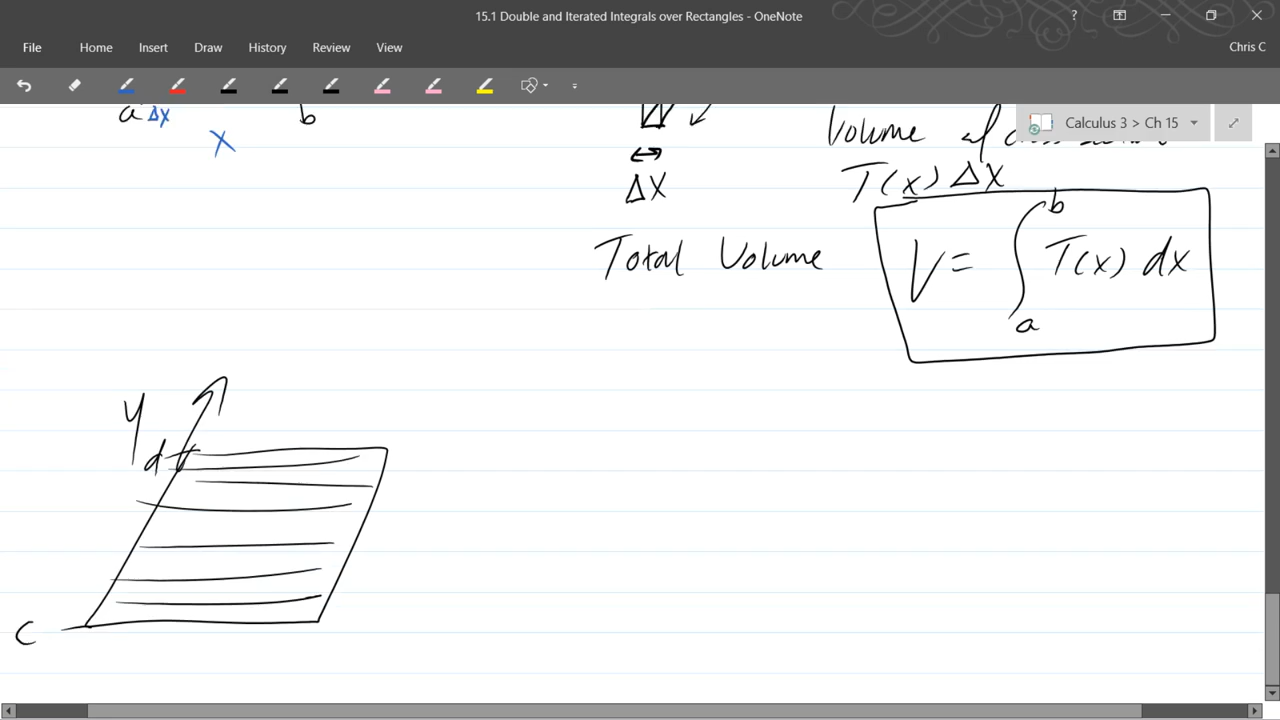 15.1 Double and Iterated Integrals over Rectangles - OneNote
File Home Insert Draw History Review View Chris C
Calculus 3 > Ch 15
a Δx b
x
Volume of
Δx T(x) Δx
Total Volume V = ∫_a^b T(x) dx
y
d
c